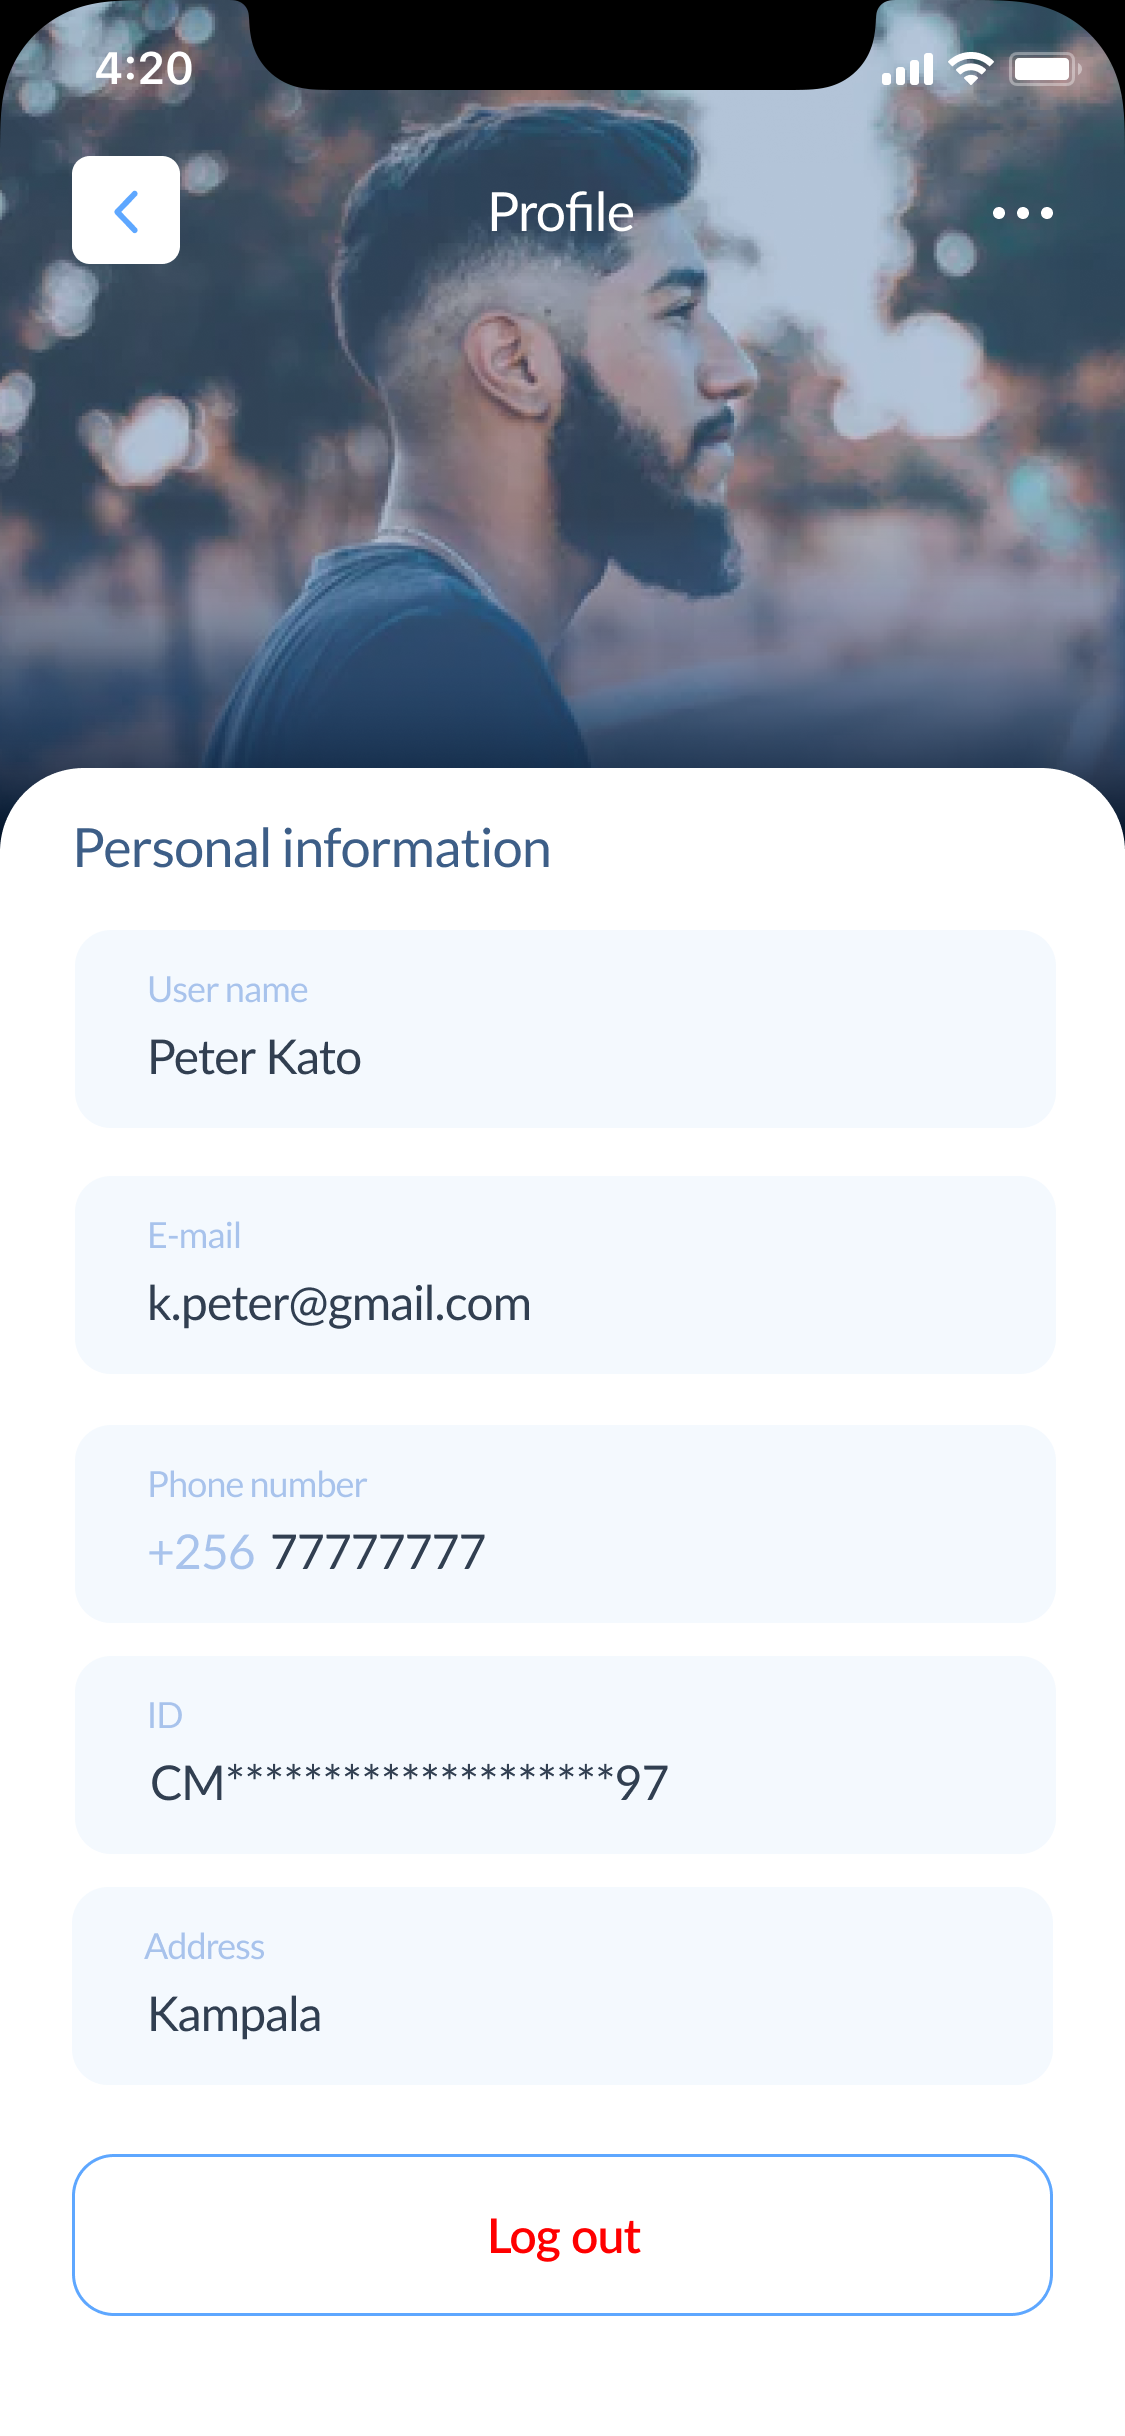 4:20
Profile
Personal information
User name
Peter Kato
E-mail
k.peter@gmail.com
Phone number
+256 77777777
ID
CM********************97
Address
Kampala
Log out